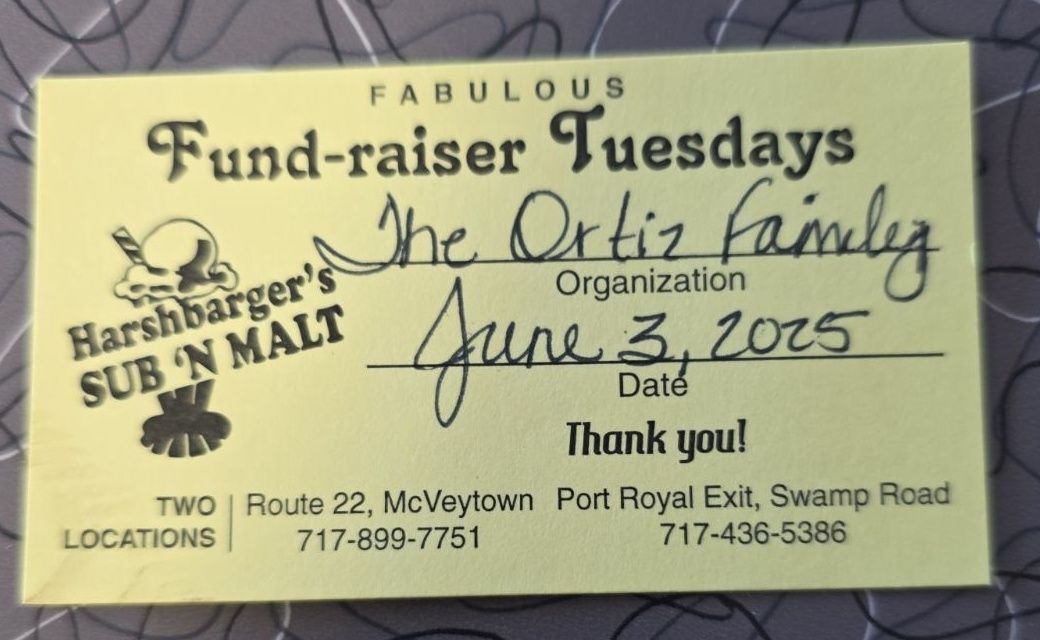 FABULOUS
Fund-raiser Tuesdays
The Ortiz Family
Organization
Harshbarger's
SUB 'N MALT
June 3, 2025
Date
Thank you!
TWO LOCATIONS
Route 22, McVeytown
717-899-7751
Port Royal Exit, Swamp Road
717-436-5386